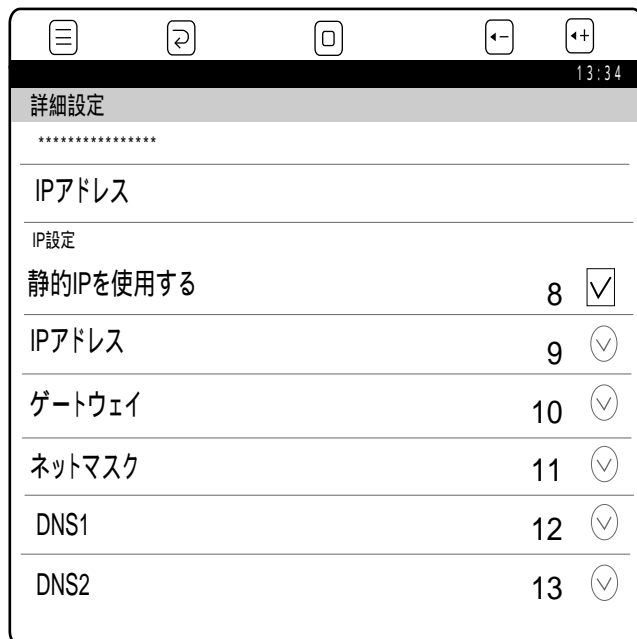 13:34
詳細設定
****************
IPアドレス
IP設定
静的IPを使用する 8
IPアドレス 9
ゲートウェイ 10
ネットマスク 11
DNS1 12
DNS2 13